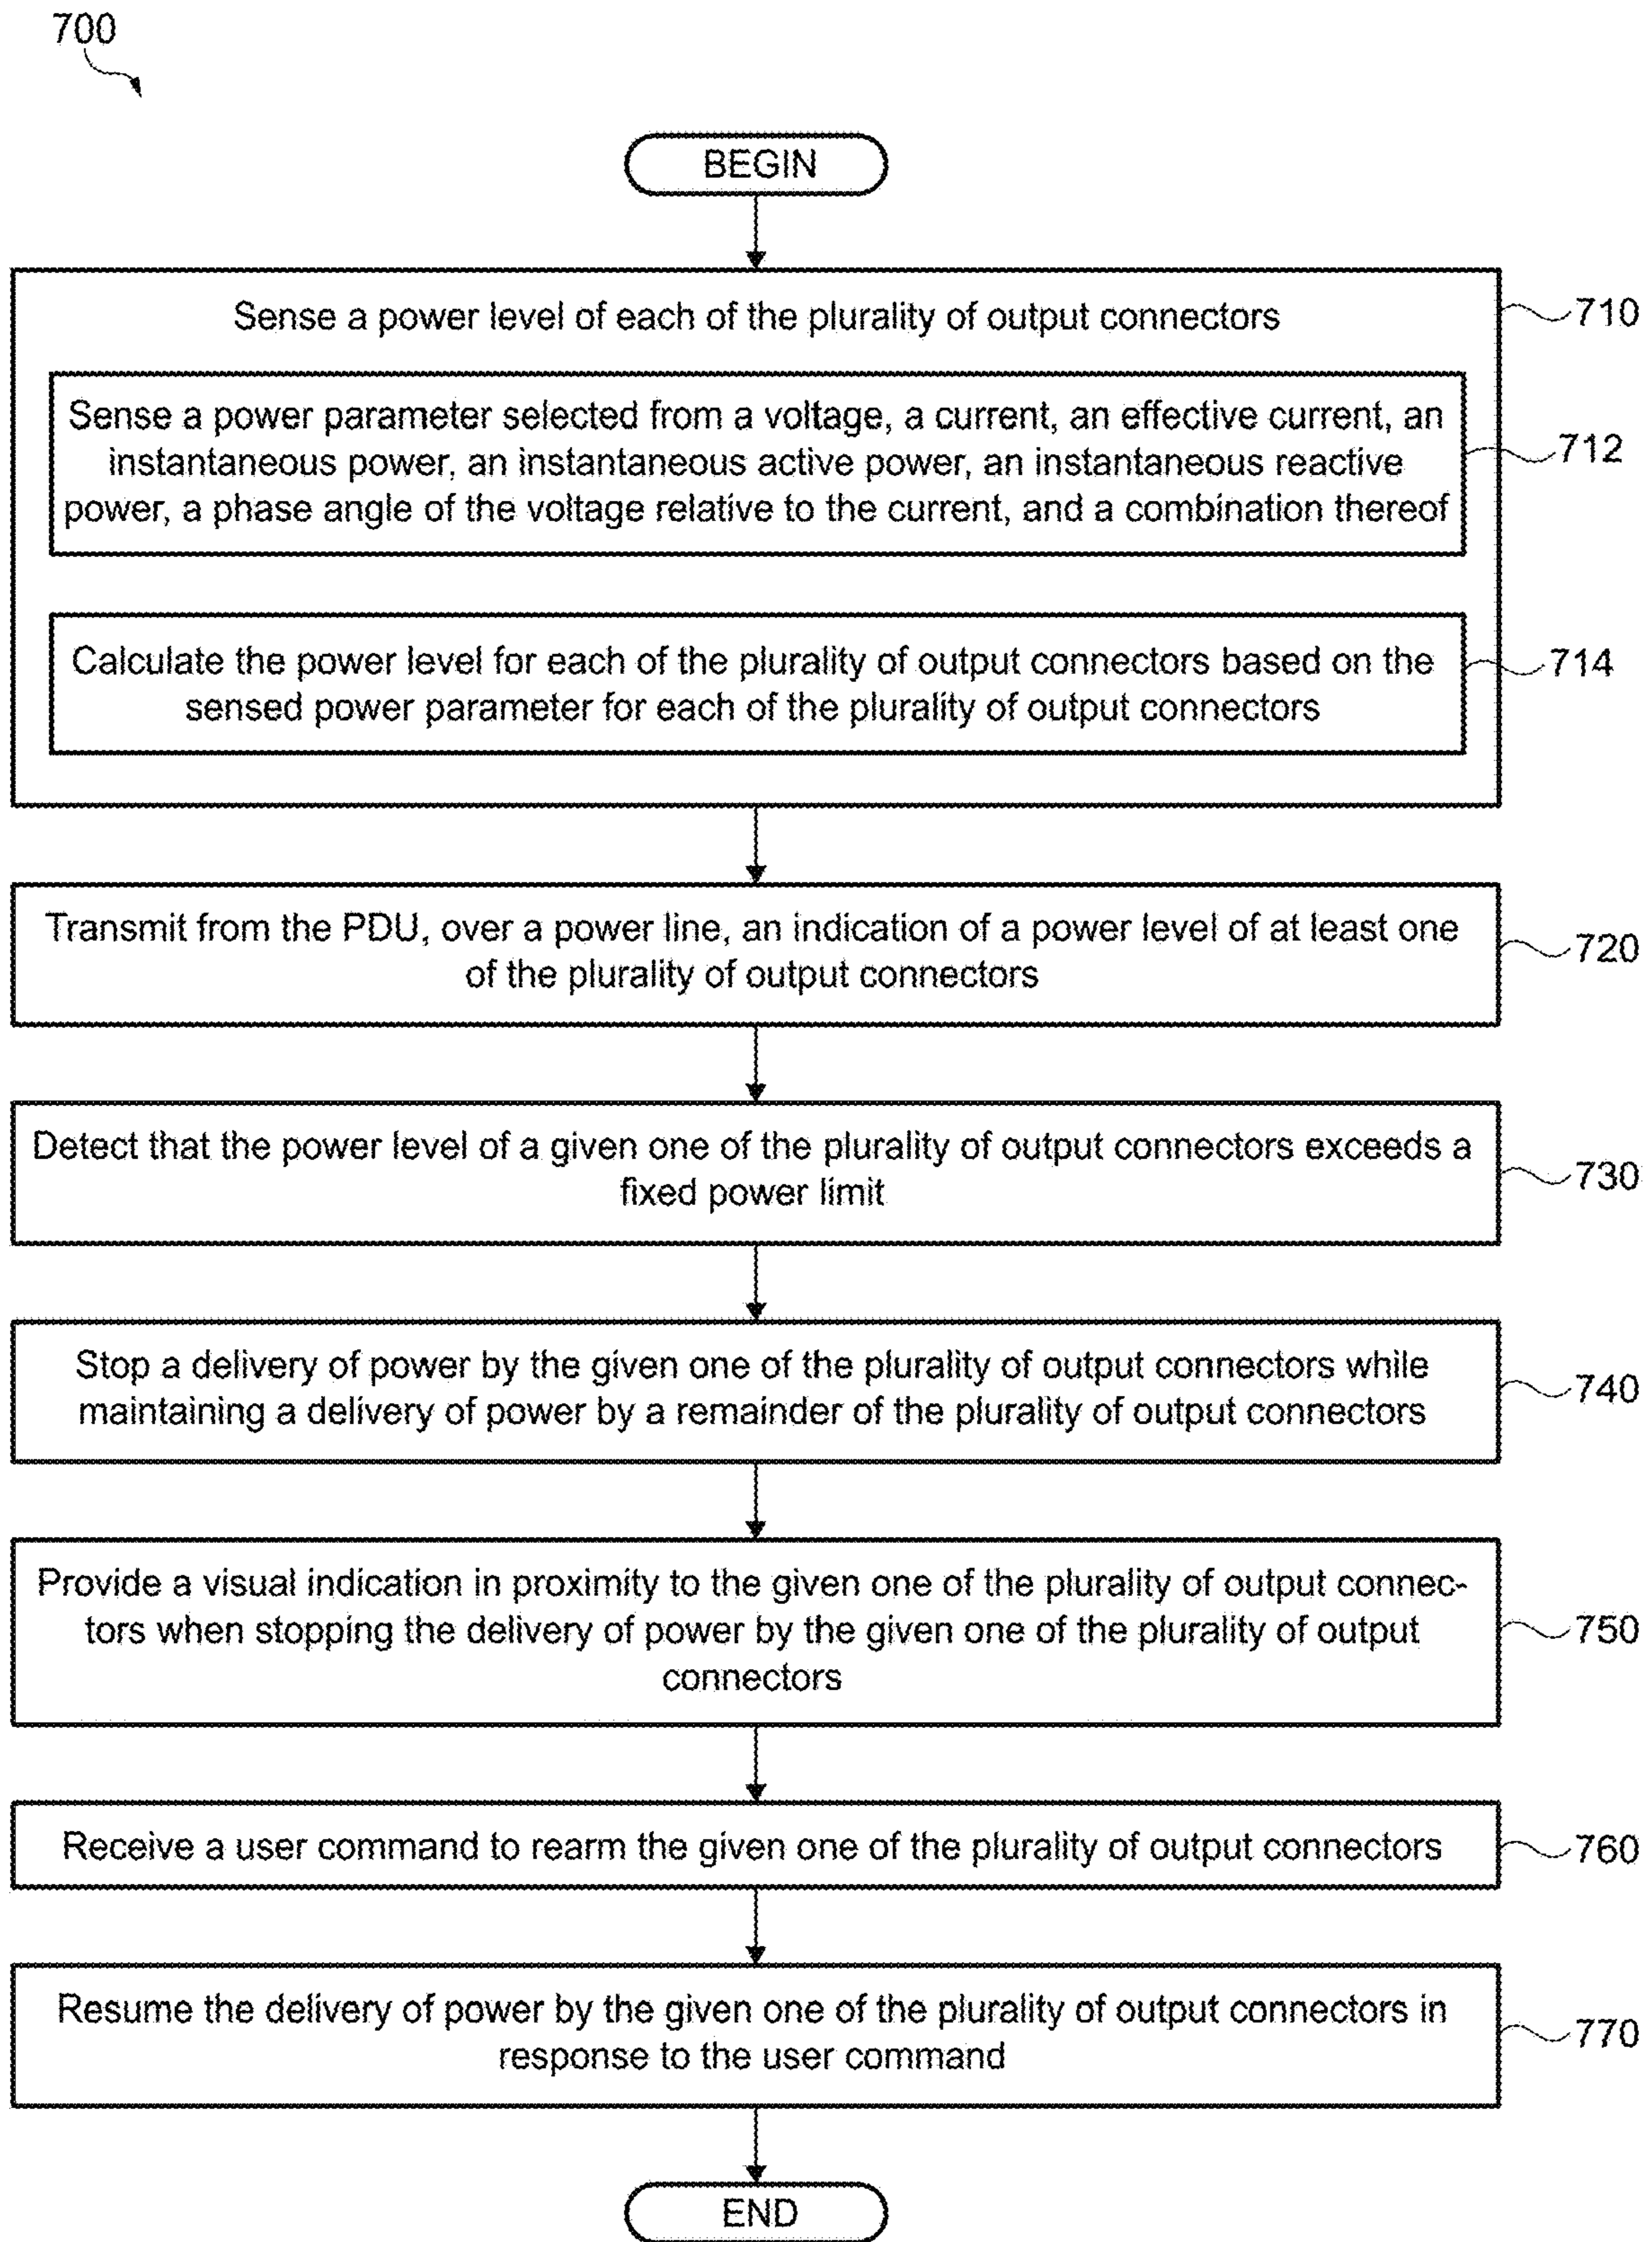 700
BEGIN
Sense a power level of each of the plurality of output connectors
710
Sense a power parameter selected from a voltage, a current, an effective current, an
instantaneous power, an instantaneous active power, an instantaneous reactive
power, a phase angle of the voltage relative to the current, and a combination thereof
712
Calculate the power level for each of the plurality of output connectors based on the
sensed power parameter for each of the plurality of output connectors
714
Transmit from the PDU, over a power line, an indication of a power level of at least one
of the plurality of output connectors
720
Detect that the power level of a given one of the plurality of output connectors exceeds a
fixed power limit
730
Stop a delivery of power by the given one of the plurality of output connectors while
maintaining a delivery of power by a remainder of the plurality of output connectors
740
Provide a visual indication in proximity to the given one of the plurality of output connec-
tors when stopping the delivery of power by the given one of the plurality of output
connectors
750
Receive a user command to rearm the given one of the plurality of output connectors
760
Resume the delivery of power by the given one of the plurality of output connectors in
response to the user command
770
END